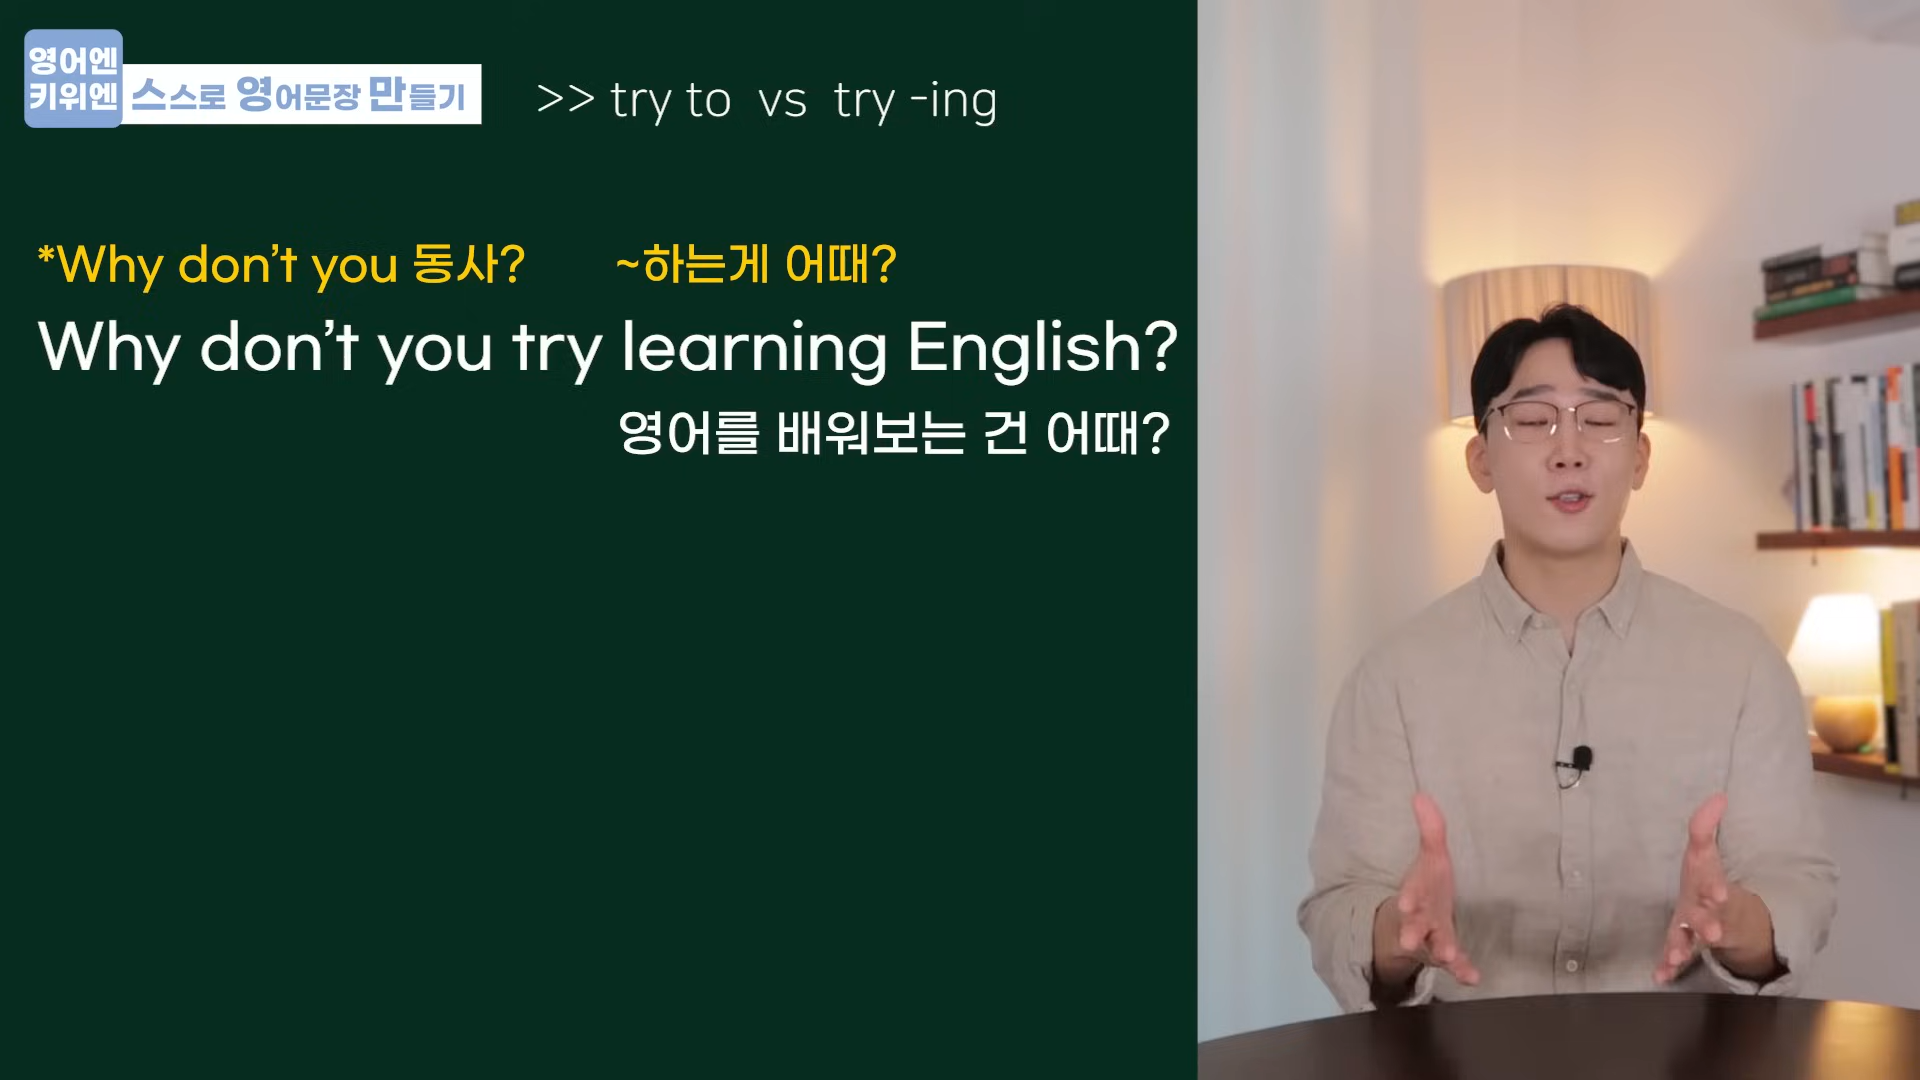 영어엔
키위엔
스스로 영어문장 만들기
>> try to vs try -ing
*Why don't you 동사? ~하는게 어때?
Why don't you try learning English?
영어를 배워보는 건 어때?